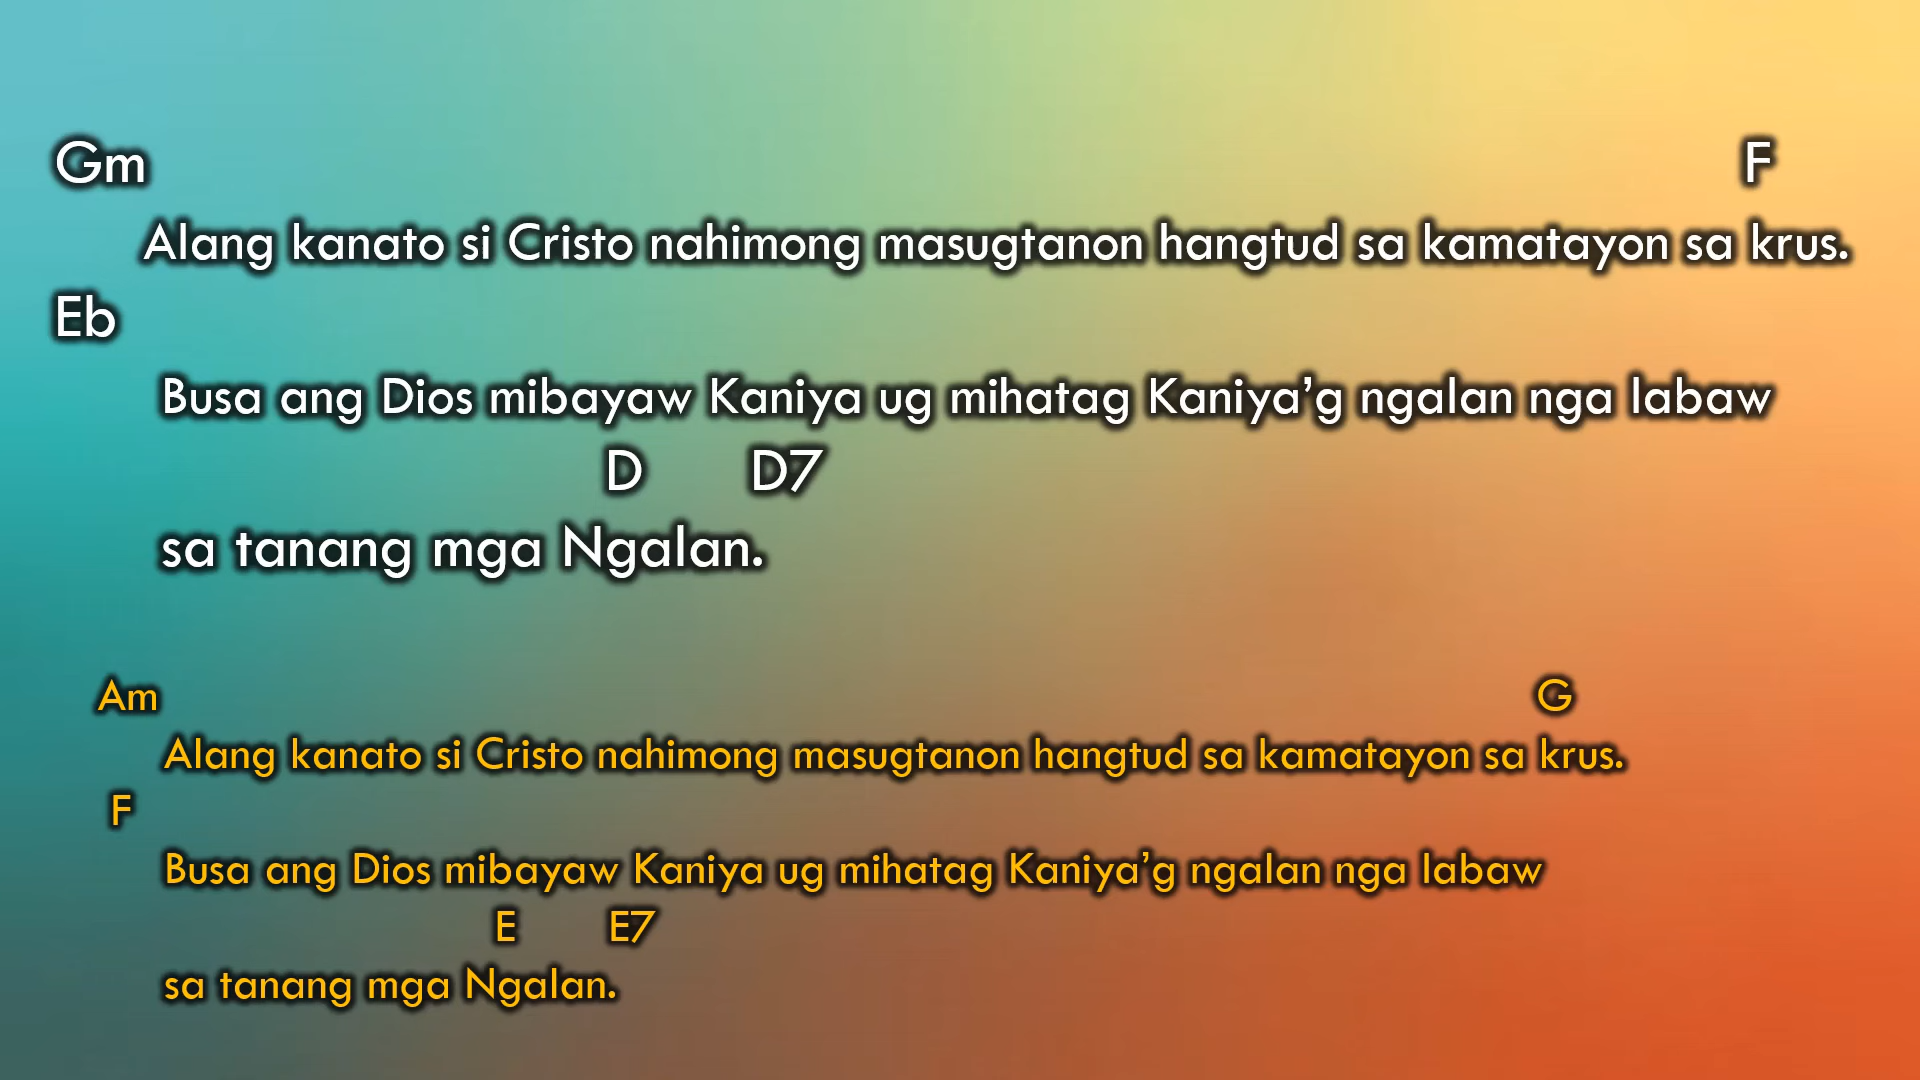 Gm F
Alang kanato si Cristo nahimong masugtanon hangtud sa kamatayon sa krus.
Eb
Busa ang Dios mibayaw Kaniya ug mihatag Kaniya’g ngalan nga labaw
D D7
sa tanang mga Ngalan.
Am G
Alang kanato si Cristo nahimong masugtanon hangtud sa kamatayon sa krus.
F
Busa ang Dios mibayaw Kaniya ug mihatag Kaniya’g ngalan nga labaw
E E7
sa tanang mga Ngalan.